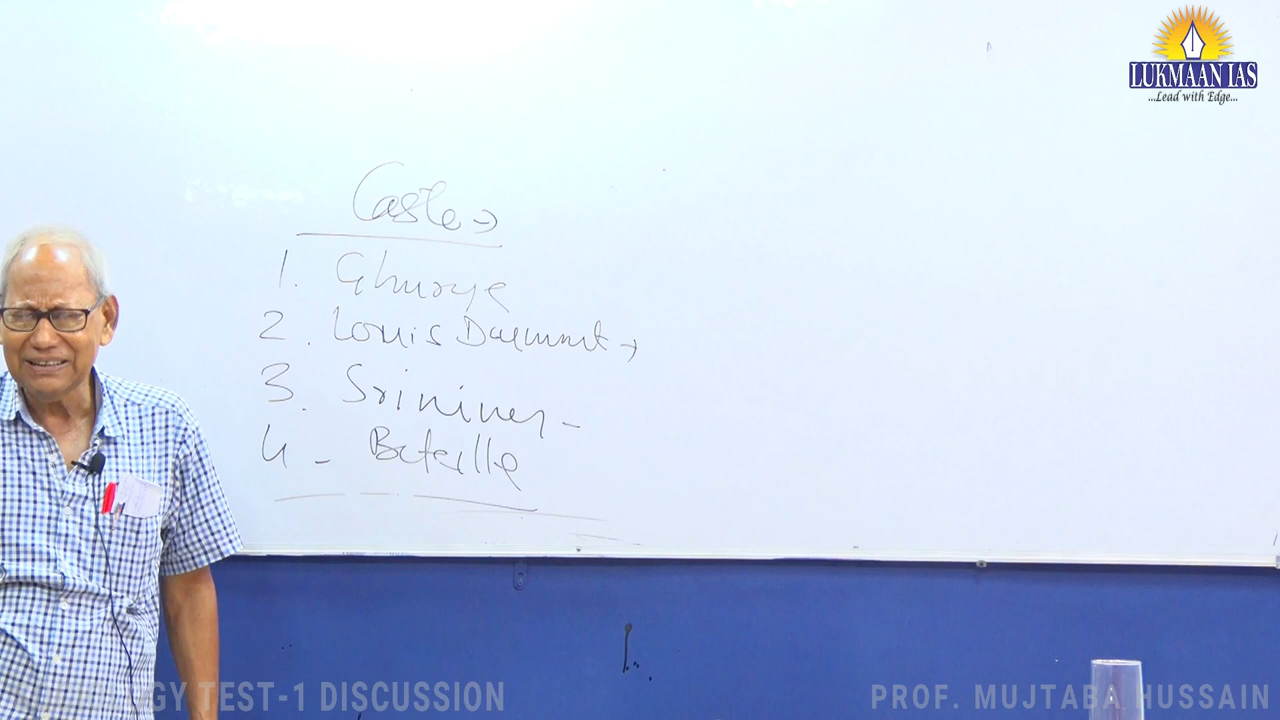 LUKMAAN IAS
...Lead with Edge...
Caste →
1. Ghurye
2. Louis Dumont →
3. Srinivas -
4 - Beteille
SOCIOLOGY TEST-1 DISCUSSION
PROF. MUJTABA HUSSAIN